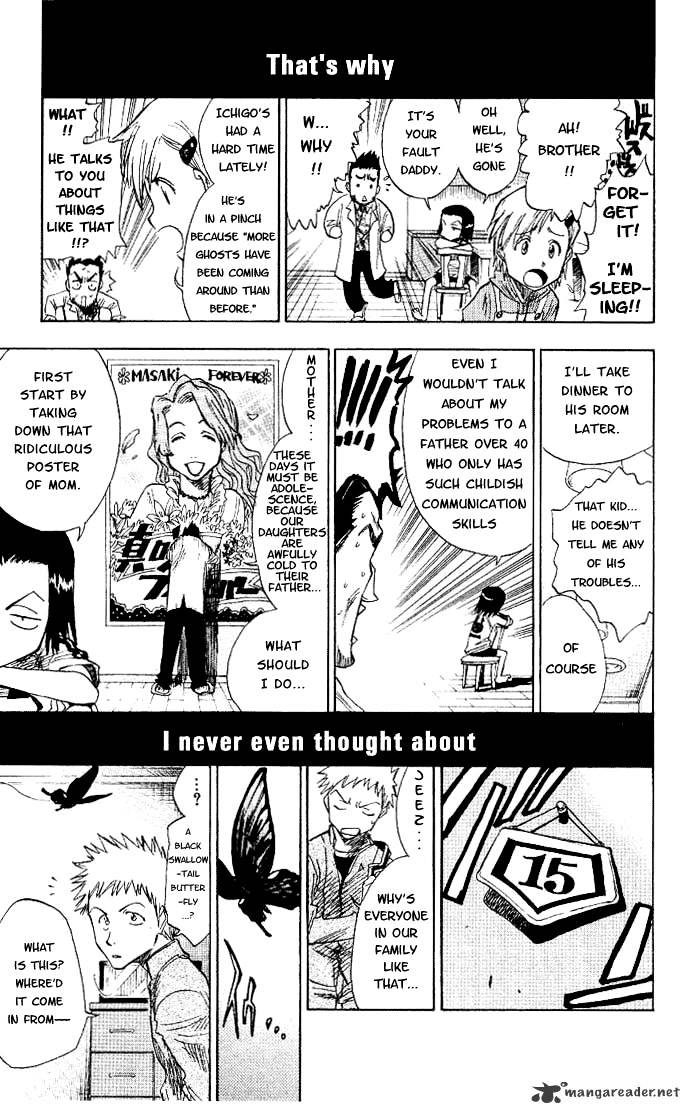 That's why
FOR-
GET
IT!
I'M
SLEEP-
ING!!
AH!
BROTHER
!!
OH
WELL,
HE'S
GONE
IT'S
YOUR
FAULT
DADDY.
W...
WHY
!!
ICHIGO'S
HAD A
HARD TIME
LATELY!
HE'S
IN A PINCH
BECAUSE "MORE
GHOSTS HAVE
BEEN COMING
AROUND THAN
BEFORE."
WHAT
!!
HE TALKS
TO YOU
ABOUT
THINGS
LIKE THAT
!!?
I'LL TAKE
DINNER TO
HIS ROOM
LATER.
THAT KID...
HE DOESN'T
TELL ME ANY
OF HIS
TROUBLES...
OF
COURSE
EVEN I
WOULDN'T TALK
ABOUT MY
PROBLEMS TO A
FATHER OVER 40
WHO ONLY HAS
SUCH CHILDISH
COMMUNICATION
SKILLS
MOTHER...
THESE
DAYS IT
MUST BE
ADOLE-
SCENCE,
BECAUSE
OUR
DAUGHTERS
ARE
AWFULLY
COLD TO
THEIR
FATHER...
WHAT
SHOULD
I DO...
MASAKI FOREVER
FIRST
START BY
TAKING
DOWN THAT
RIDICULOUS
POSTER
OF MOM.
I never even thought about
15
JEEZ...
WHY'S
EVERYONE
IN OUR
FAMILY
LIKE
THAT...
...?
A
BLACK
SWALLOW
-TAIL
BUTTER
-FLY
...?
WHAT
IS THIS?
WHERE'D
IT COME
IN FROM—
mangareader.net